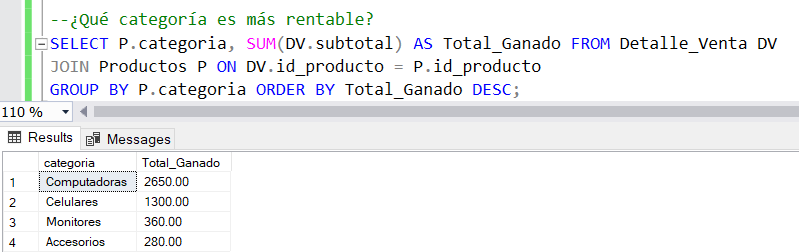 --¿Qué categoría es más rentable?
SELECT P.categoria, SUM(DV.subtotal) AS Total_Ganado FROM Detalle_Venta DV
JOIN Productos P ON DV.id_producto = P.id_producto
GROUP BY P.categoria ORDER BY Total_Ganado DESC;
110 %
Results Messages
categoria Total_Ganado
1 Computadoras 2650.00
2 Celulares 1300.00
3 Monitores 360.00
4 Accesorios 280.00